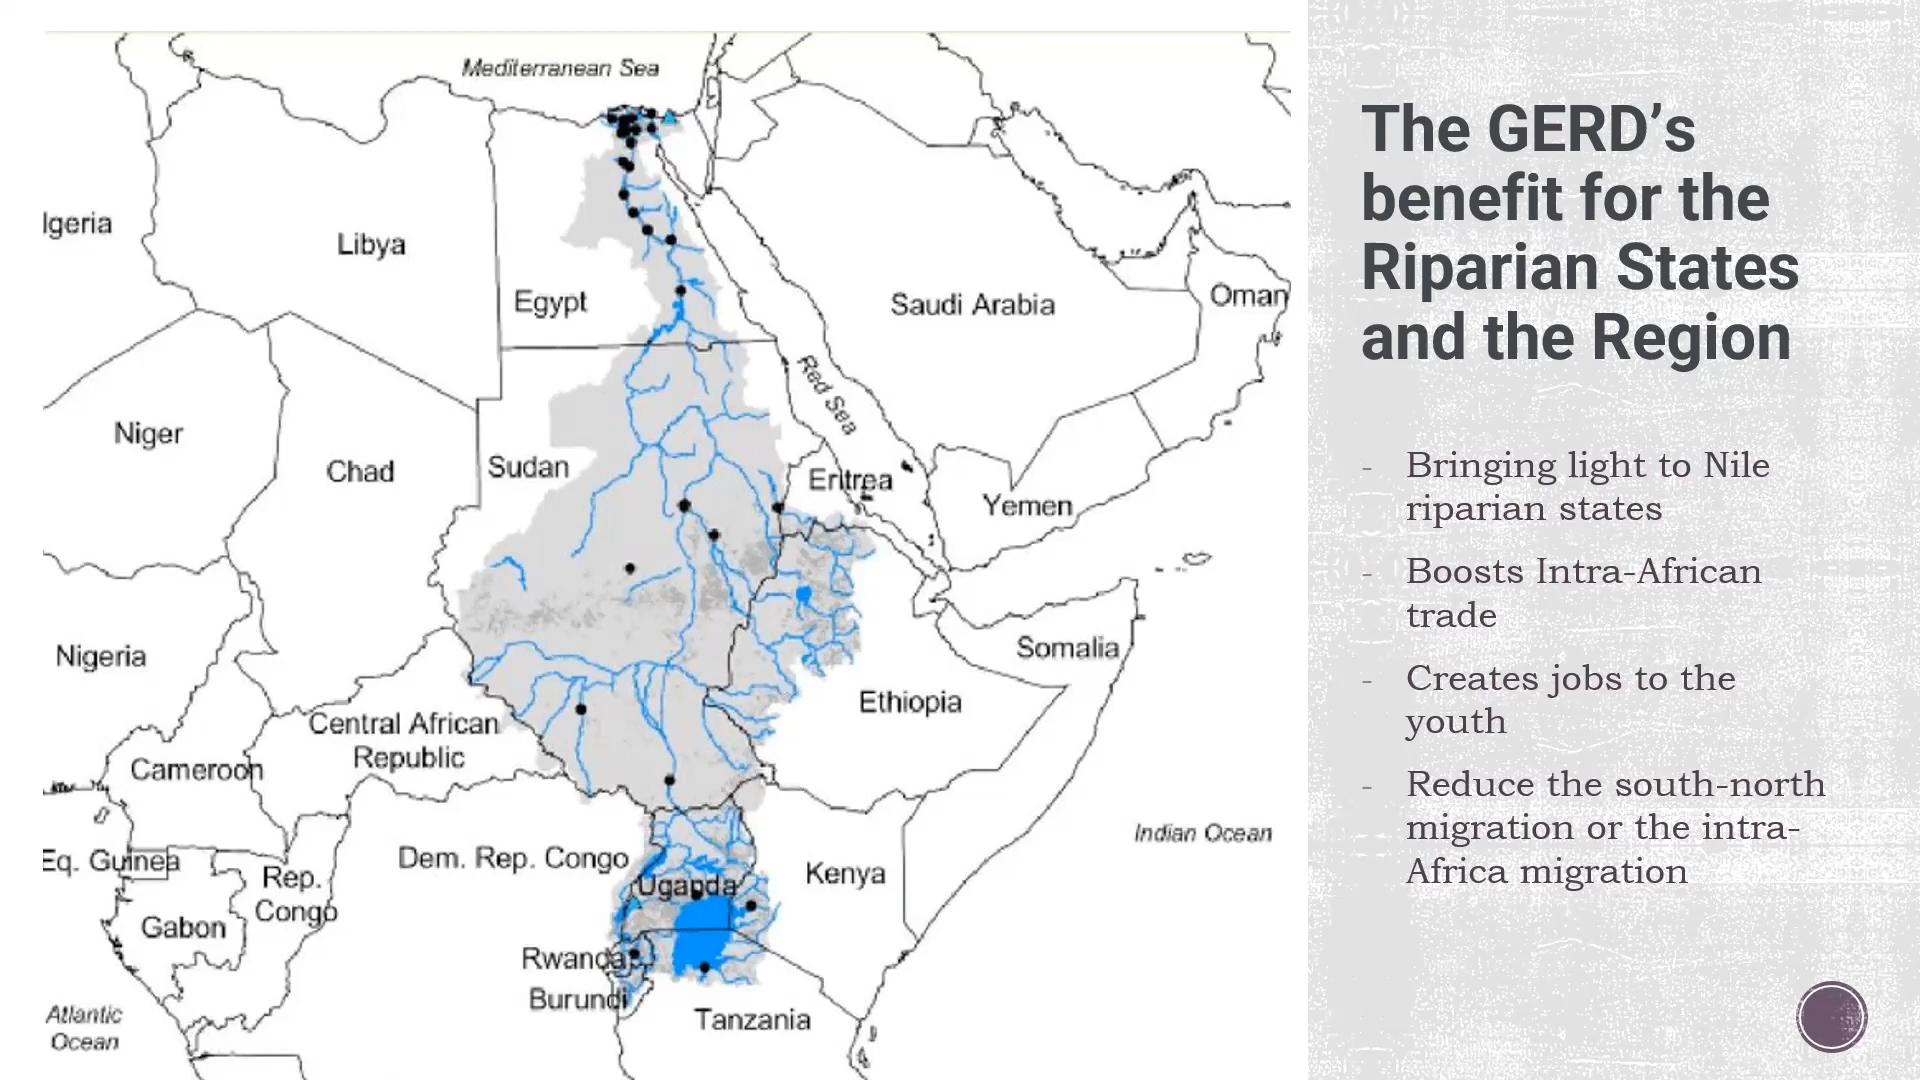 Mediterranean Sea
lgeria
Libya
Egypt
Saudi Arabia
Oman
Red Sea
Niger
Chad
Sudan
Eritrea
Yemen
Nigeria
Somalia
Ethiopia
Central African
Republic
Cameroon
Indian Ocean
Eq. Guinea
Rep.
Congo
Dem. Rep. Congo
Uganda
Kenya
Gabon
Rwanda
Burundi
Tanzania
Atlantic
Ocean
The GERD’s
benefit for the
Riparian States
and the Region
- Bringing light to Nile
riparian states
- Boosts Intra-African
trade
- Creates jobs to the
youth
- Reduce the south-north
migration or the intra-
Africa migration